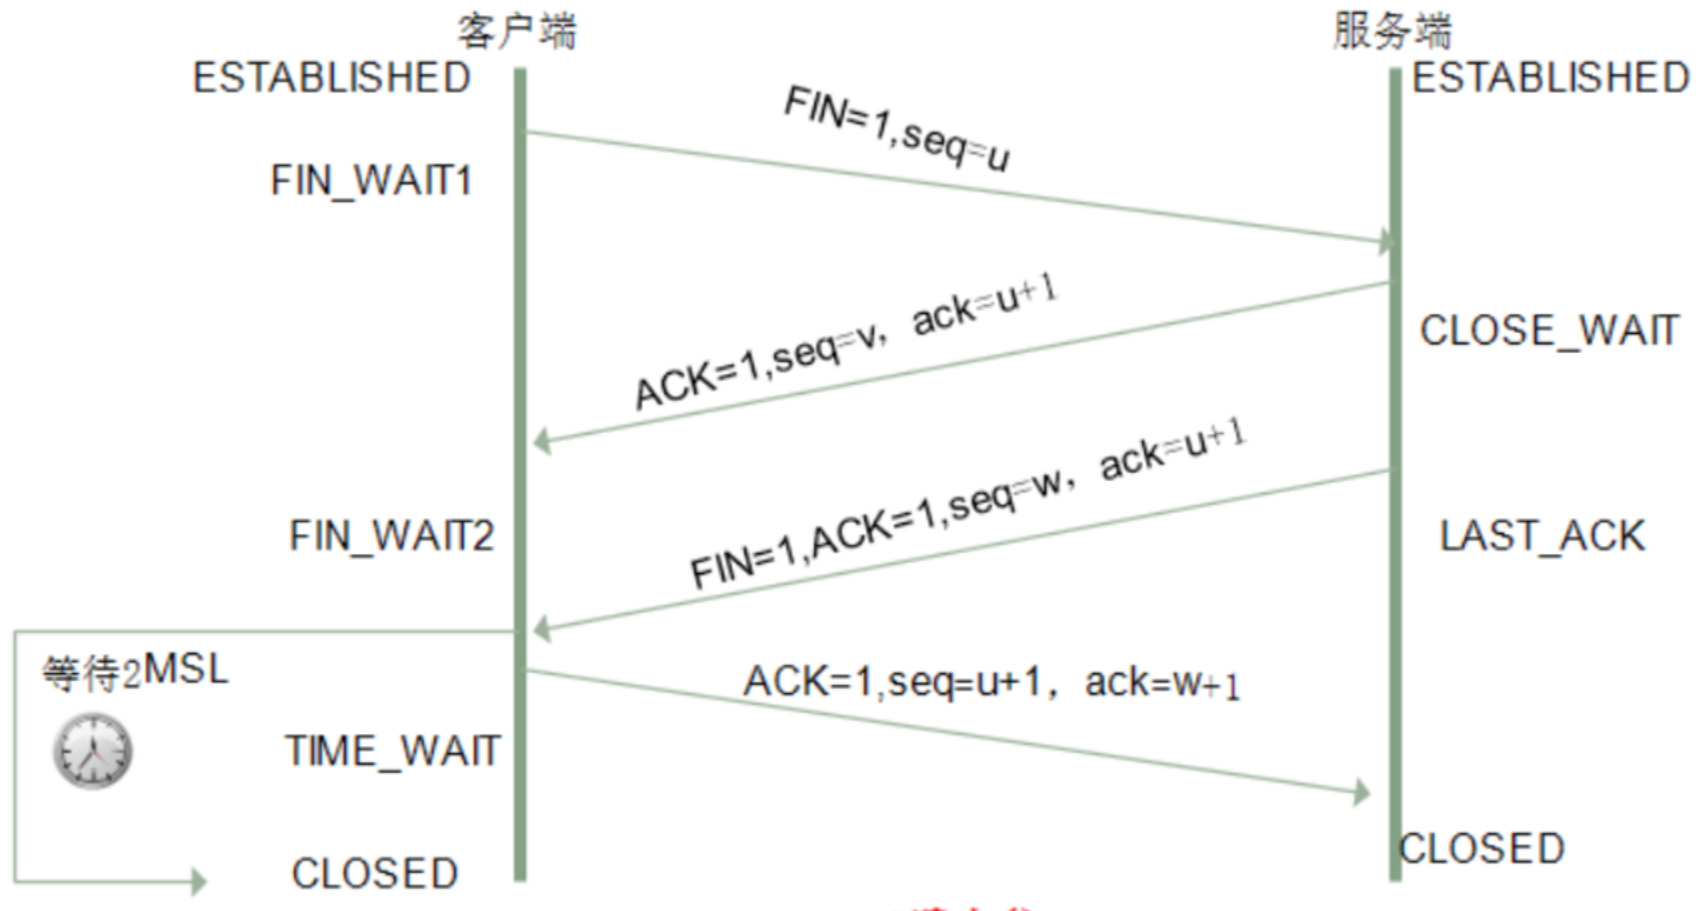 客户端
服务端
ESTABLISHED
ESTABLISHED
FIN=1,seq=u
FIN_WAIT1
ACK=1,seq=v，ack=u+1
CLOSE_WAIT
FIN=1,ACK=1,seq=w，ack=u+1
FIN_WAIT2
LAST_ACK
等待2MSL
ACK=1,seq=u+1，ack=w+1
TIME_WAIT
CLOSED
CLOSED